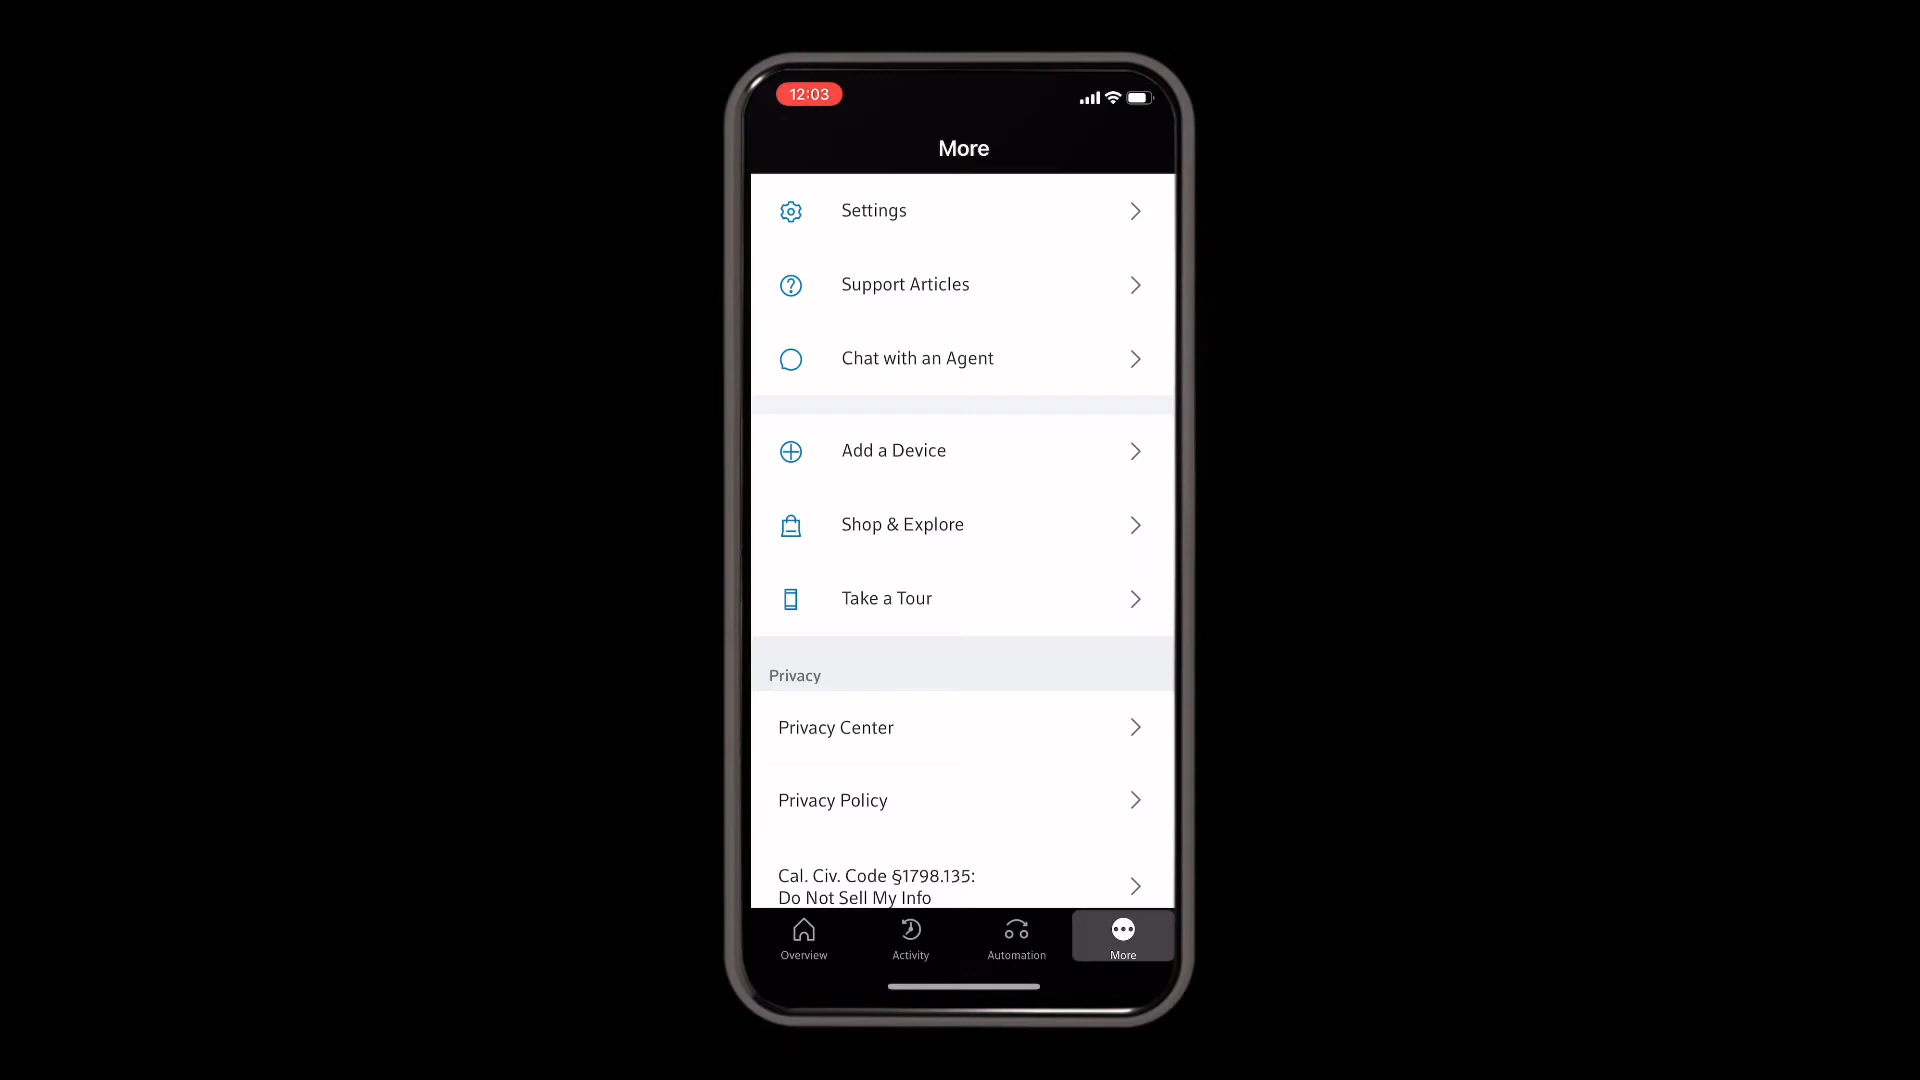 12:03
More
Settings
Support Articles
Chat with an Agent
Add a Device
Shop & Explore
Take a Tour
Privacy
Privacy Center
Privacy Policy
Cal. Civ. Code §1798.135:
Do Not Sell My Info
Overview
Activity
Automation
More